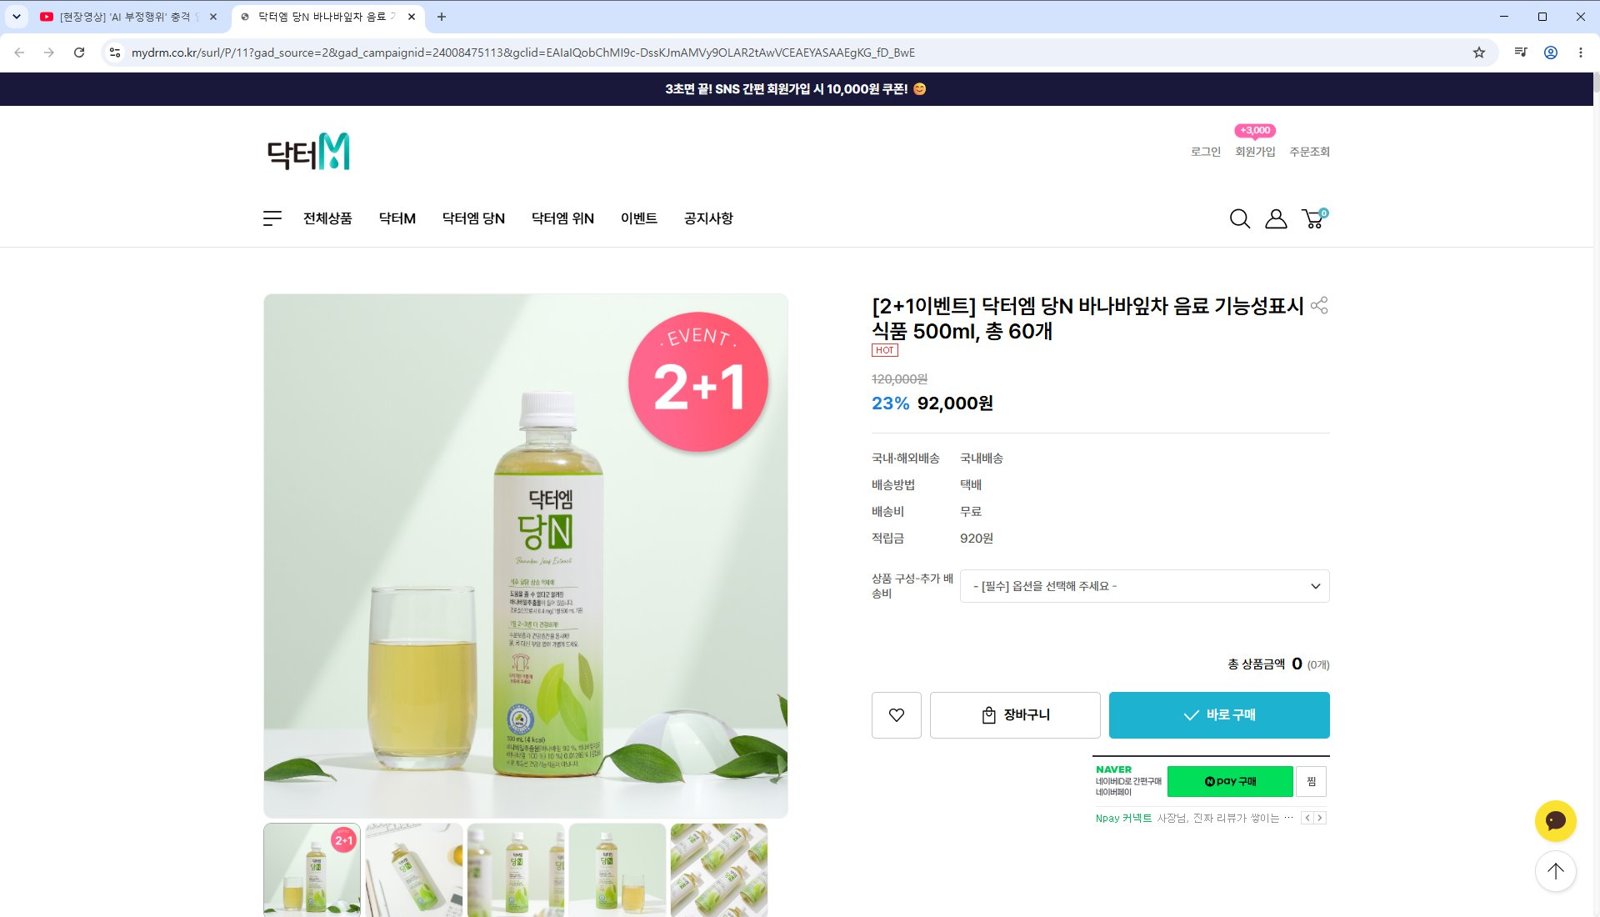 [현장영상] 'AI 부정행위' 충격
닥터엠 당N 바나바잎차 음료 기
mydrm.co.kr/surl/P/11?gad_source=2&gad_campaignid=24008475113&gclid=EAIaIQobChMI9c-DssKJmAMVy9OLAR2tAwVCEAEYASAAEgKG_fD_BwE
3초면 끝! SNS 간편 회원가입 시 10,000원 쿠폰! 😊
닥터M
+3,000
로그인 회원가입 주문조회
전체상품 닥터M 닥터엠 당N 닥터엠 위N 이벤트 공지사항
0
· EVENT ·
2+1
닥터엠
당N
Banaba Leaf Extract
100 mL (4 kcal)
[2+1이벤트] 닥터엠 당N 바나바잎차 음료 기능성표시
식품 500ml, 총 60개
HOT
120,000원
23% 92,000원
국내·해외배송 국내배송
배송방법 택배
배송비 무료
적립금 920원
상품 구성-추가 배
송비
- [필수] 옵션을 선택해 주세요 -
총 상품금액 0 (0개)
장바구니
바로 구매
NAVER
네이버ID로 간편구매
네이버페이
N pay 구매
찜
Npay 커넥트 사장님, 진짜 리뷰가 쌓이는 ···
2+1